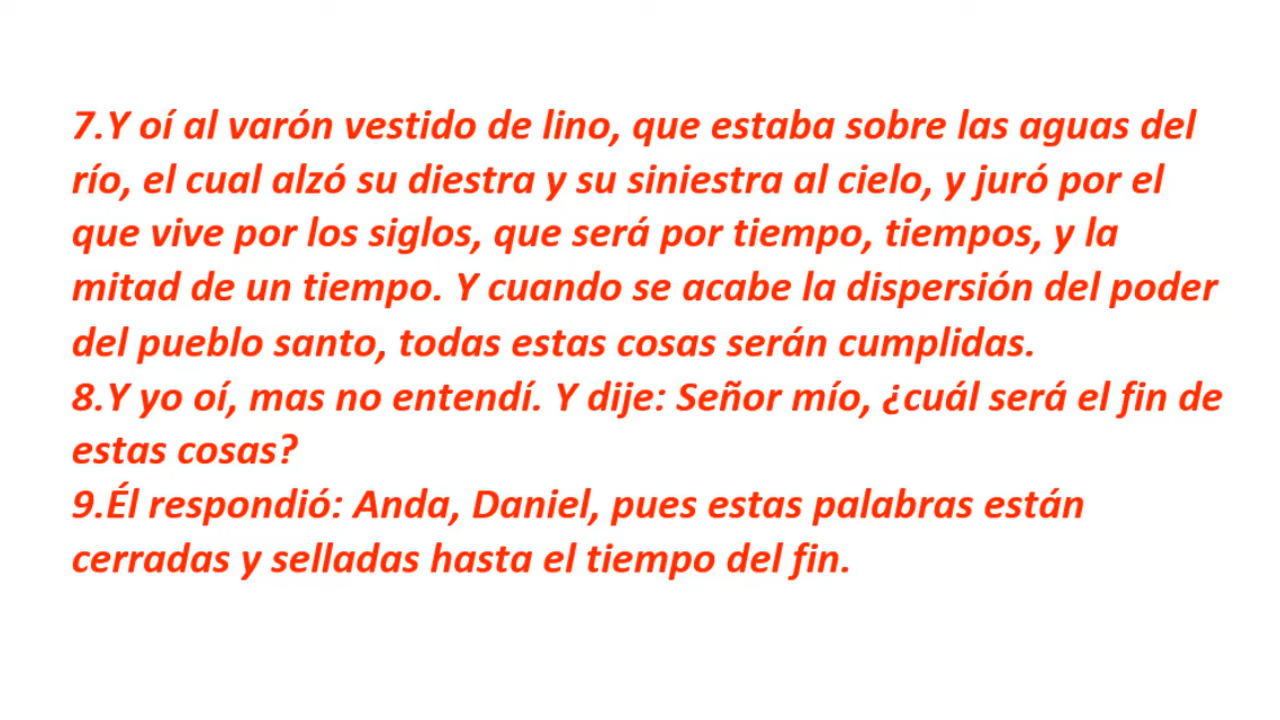 7.Y oí al varón vestido de lino, que estaba sobre las aguas del
río, el cual alzó su diestra y su siniestra al cielo, y juró por el
que vive por los siglos, que será por tiempo, tiempos, y la
mitad de un tiempo. Y cuando se acabe la dispersión del poder
del pueblo santo, todas estas cosas serán cumplidas.
8.Y yo oí, mas no entendí. Y dije: Señor mío, ¿cuál será el fin de
estas cosas?
9.Él respondió: Anda, Daniel, pues estas palabras están
cerradas y selladas hasta el tiempo del fin.